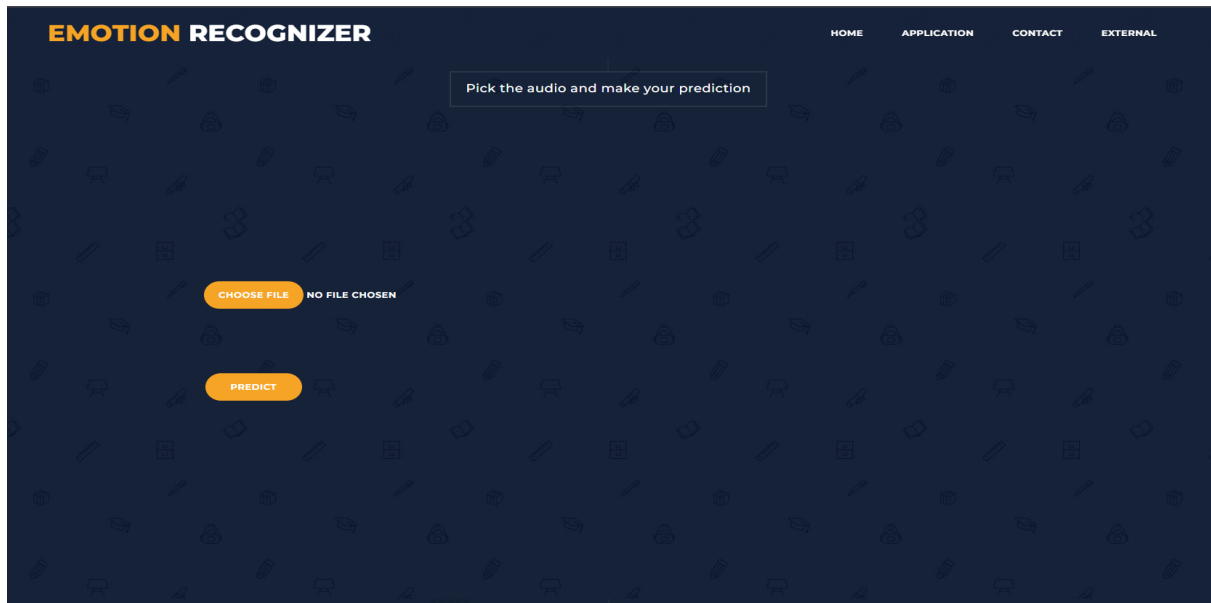 EMOTION RECOGNIZER
HOME APPLICATION CONTACT EXTERNAL
Pick the audio and make your prediction
CHOOSE FILE NO FILE CHOSEN
PREDICT